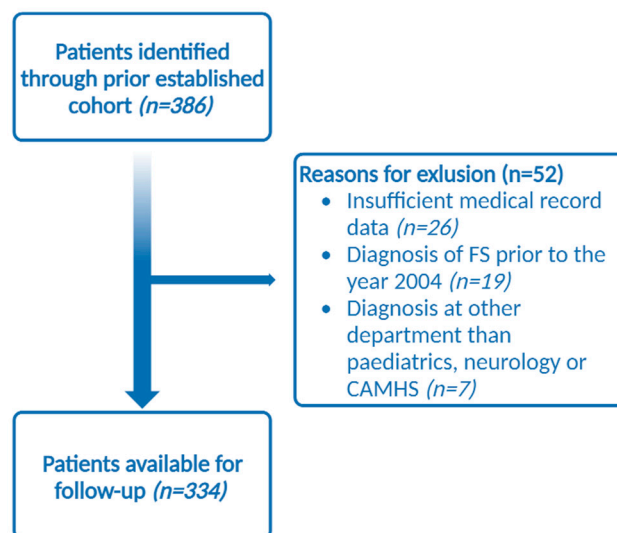 Patients identified
through prior established
cohort (n=386)
Reasons for exlusion (n=52)
• Insufficient medical record
data (n=26)
• Diagnosis of FS prior to the
year 2004 (n=19)
• Diagnosis at other
department than
paediatrics, neurology or
CAMHS (n=7)
Patients available for
follow-up (n=334)